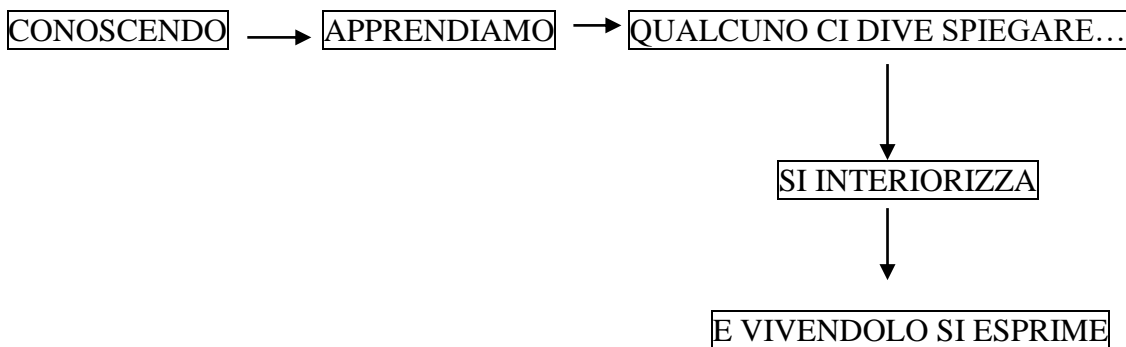 CONOSCENDO
APPRENDIAMO
QUALCUNO CI DIVE SPIEGARE…
SI INTERIORIZZA
E VIVENDOLO SI ESPRIME